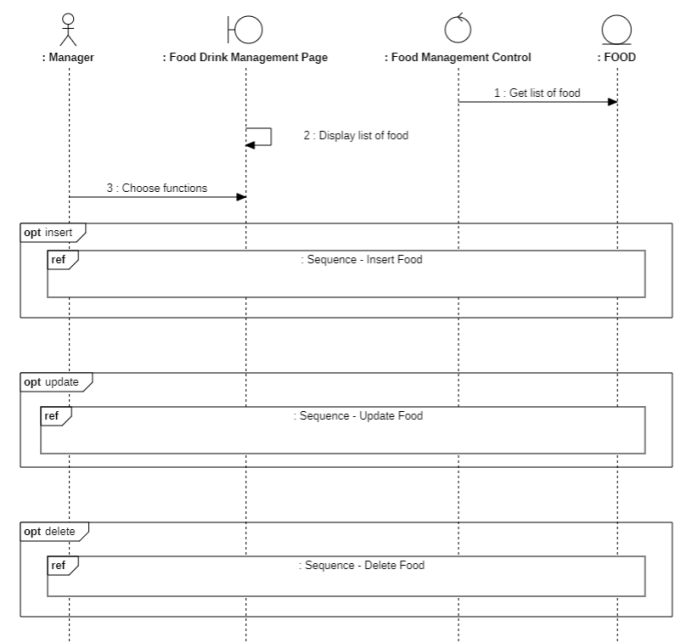 : Manager
: Food Drink Management Page
: Food Management Control
: FOOD
1 : Get list of food
2 : Display list of food
3 : Choose functions
opt insert
ref
: Sequence - Insert Food
opt update
ref
: Sequence - Update Food
opt delete
ref
: Sequence - Delete Food